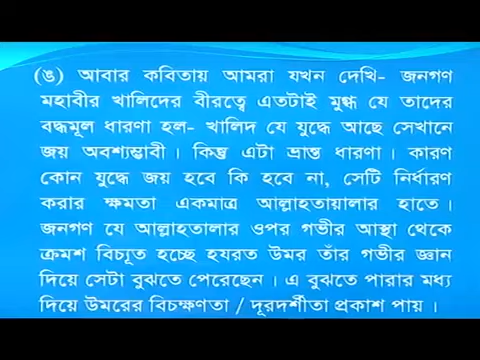 (ঙ) আবার কবিতায় আমরা যখন দেখি- জনগণ
মহাবীর খালিদের বীরত্বে এতটাই মুগ্ধ যে তাদের
বদ্ধমূল ধারণা হল- খালিদ যে যুদ্ধে আছে সেখানে
জয় অবশ্যম্ভাবী । কিন্তু এটা ভ্রান্ত ধারণা । কারণ
কোন যুদ্ধে জয় হবে কি হবে না, সেটি নির্ধারণ
করার ক্ষমতা একমাত্র আল্লাহতায়ালার হাতে ।
জনগণ যে আল্লাহতালার ওপর গভীর আস্থা থেকে
ক্রমশ বিচ্যূত হচ্ছে হযরত উমর তাঁর গভীর জ্ঞান
দিয়ে সেটা বুঝতে পেরেছেন । এ বুঝতে পারার মধ্য
দিয়ে উমরের বিচক্ষণতা / দূরদর্শীতা প্রকাশ পায় ।